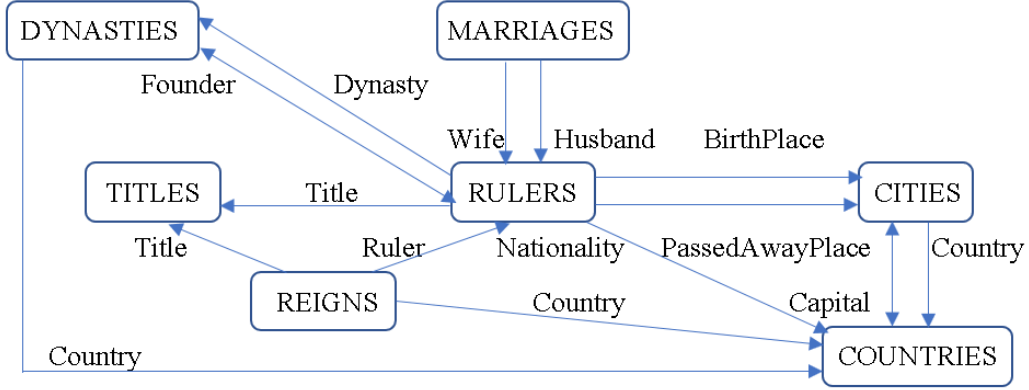 DYNASTIES MARRIAGES
Founder Dynasty
Wife Husband BirthPlace
TITLES Title RULERS CITIES
Title Ruler Nationality PassedAwayPlace Country
REIGNS Country Capital
Country COUNTRIES